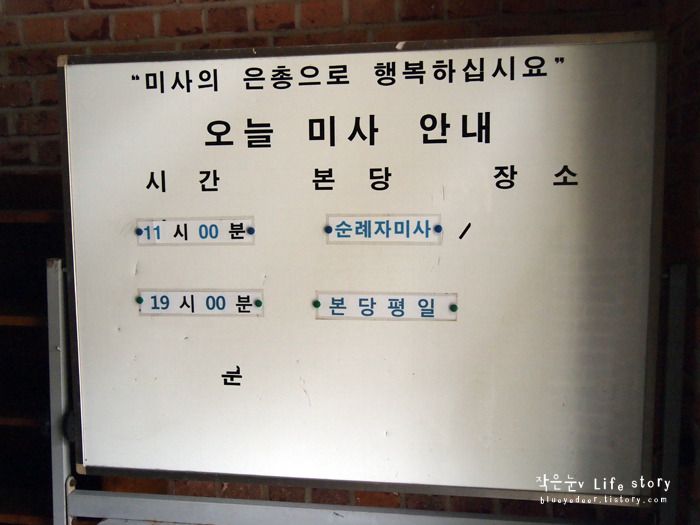 “미사의 은총으로 행복하십시요”
오늘 미사 안내
시 간 본 당 장 소
11 시 00 분 순례자미사 /
19 시 00 분 본 당 평 일
작은눈v Life story
blueyedeer.tistory.com